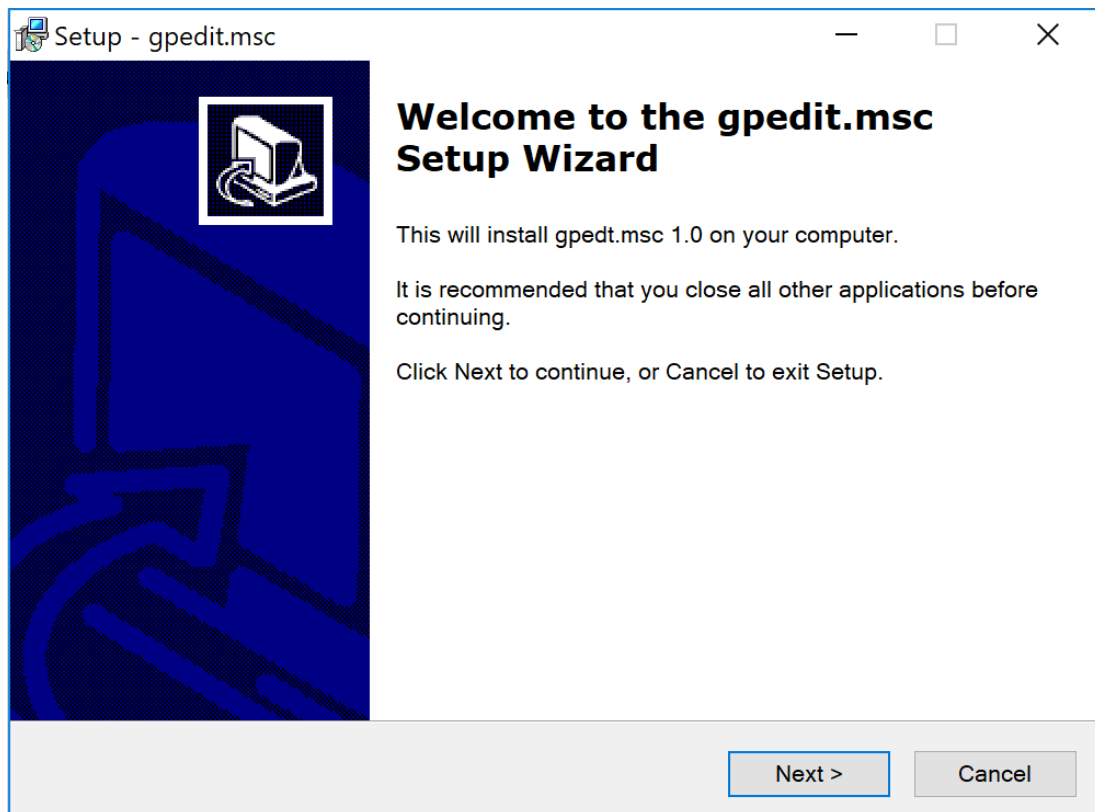 Setup - gpedit.msc
Welcome to the gpedit.msc
Setup Wizard
This will install gpedt.msc 1.0 on your computer.
It is recommended that you close all other applications before
continuing.
Click Next to continue, or Cancel to exit Setup.
Next >
Cancel